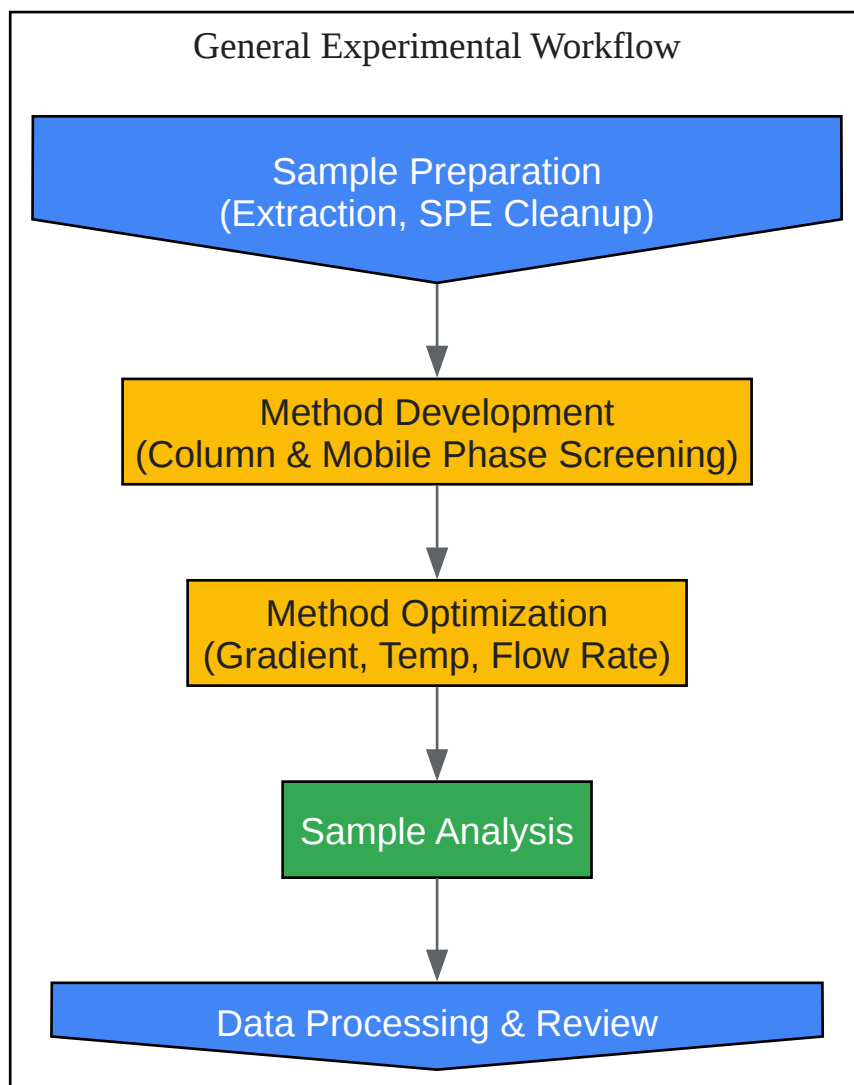 General Experimental Workflow
Sample Preparation
(Extraction, SPE Cleanup)
Method Development
(Column & Mobile Phase Screening)
Method Optimization
(Gradient, Temp, Flow Rate)
Sample Analysis
Data Processing & Review